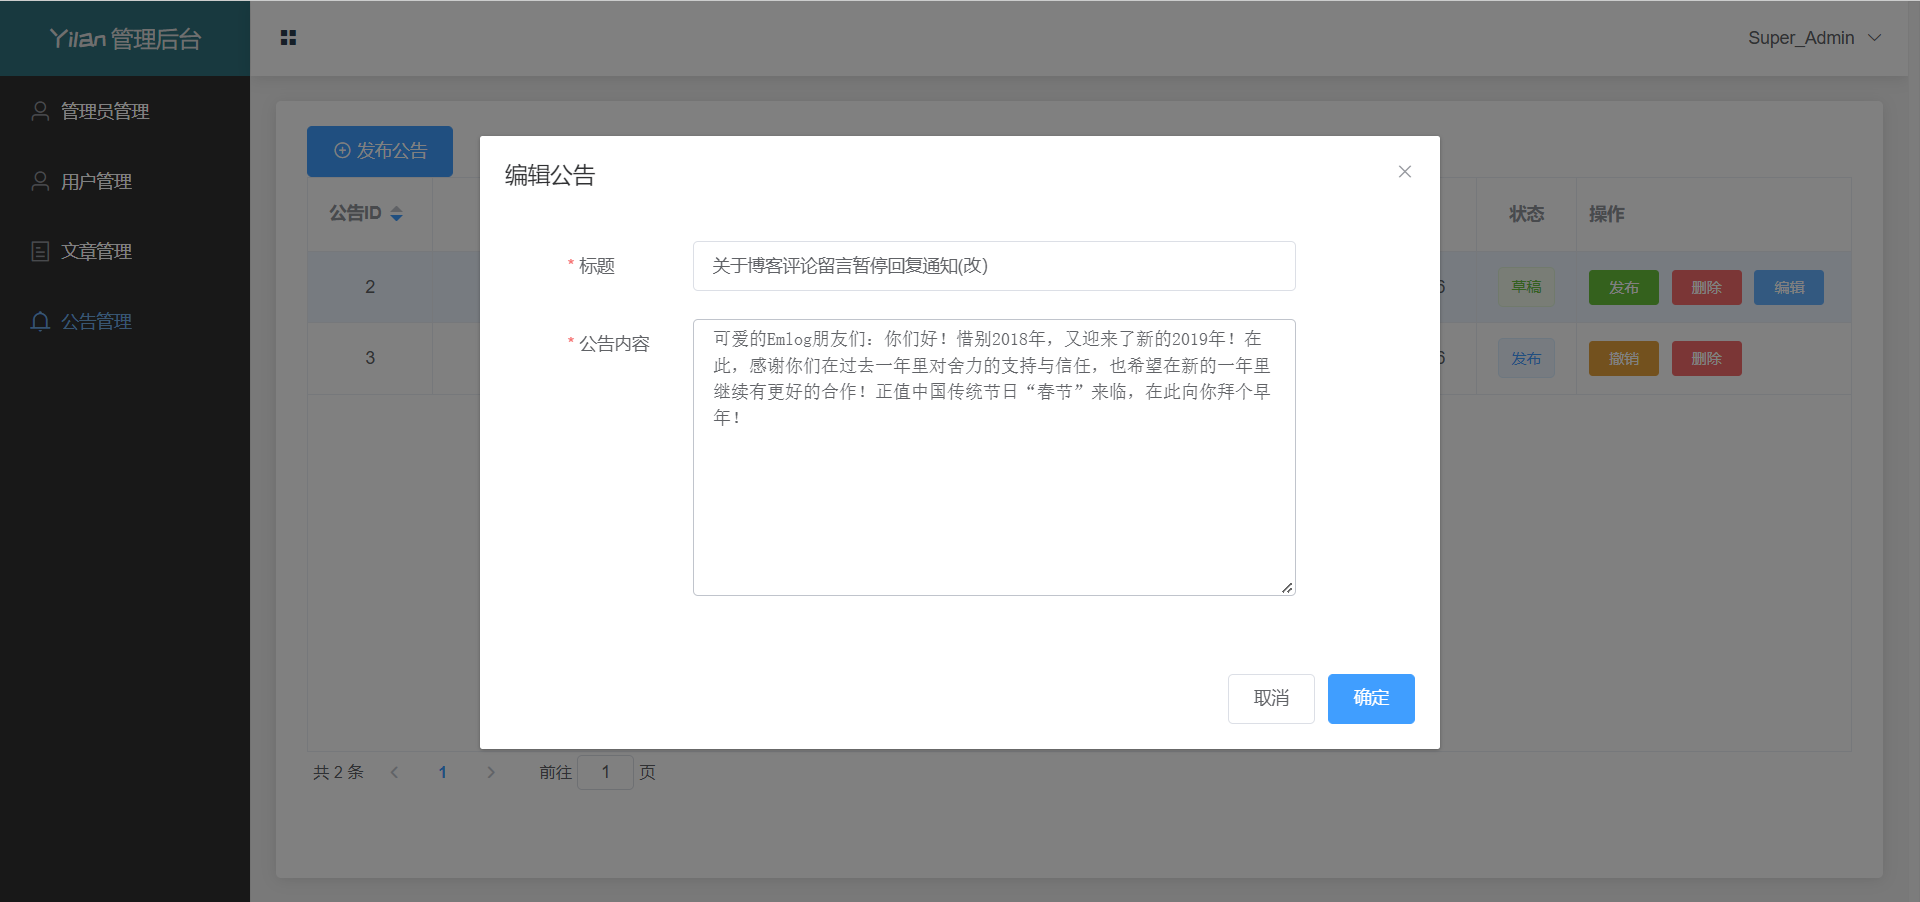 Yilan 管理后台
Super_Admin
管理员管理
用户管理
文章管理
公告管理
发布公告
公告ID
状态
操作
2
6
草稿
发布
删除
编辑
3
6
发布
撤销
删除
编辑公告
* 标题
关于博客评论留言暂停回复通知(改)
* 公告内容
可爱的Emlog朋友们：你们好！惜别2018年，又迎来了新的2019年！在
此，感谢你们在过去一年里对舍力的支持与信任，也希望在新的一年里
继续有更好的合作！正值中国传统节日“春节”来临，在此向你拜个早
年！
取消
确定
共 2 条
1
前往
1
页